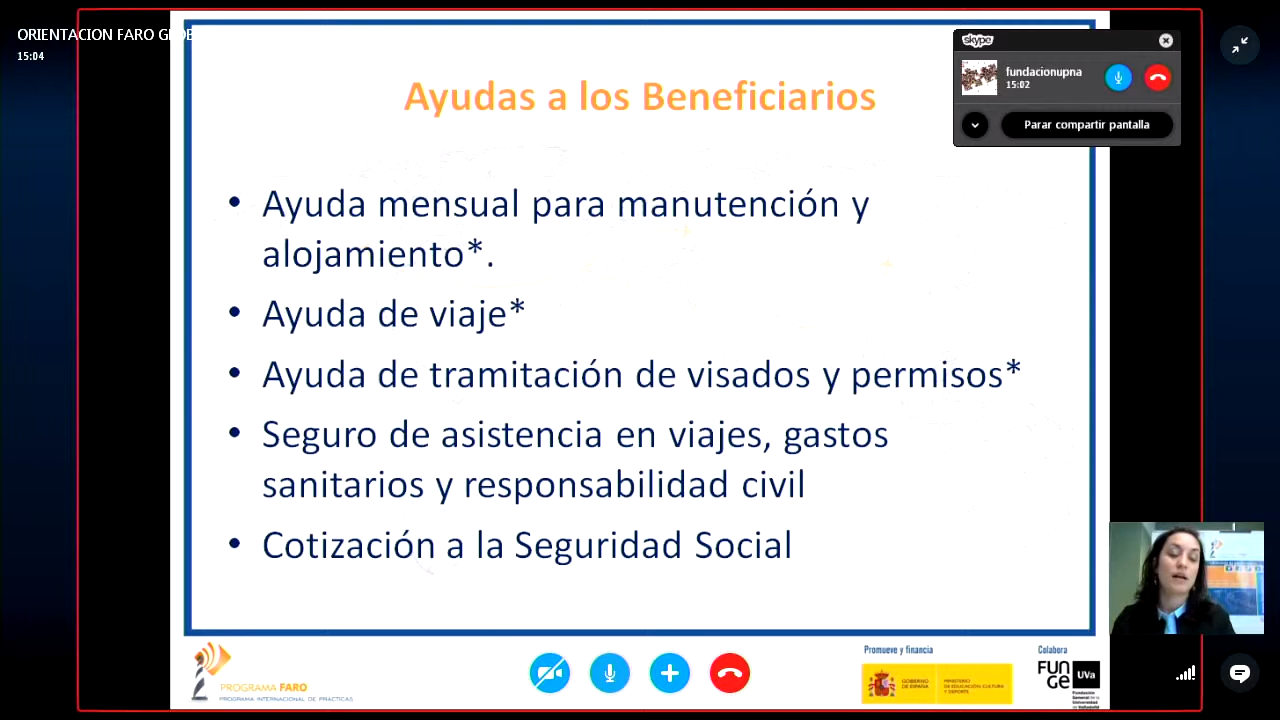 ORIENTACION FARO GLOB
15:04
skype
fundacionupna
15:02
Parar compartir pantalla
Ayudas a los Beneficiarios
• Ayuda mensual para manutención y
alojamiento*.
• Ayuda de viaje*
• Ayuda de tramitación de visados y permisos*
• Seguro de asistencia en viajes, gastos
sanitarios y responsabilidad civil
• Cotización a la Seguridad Social
PROGRAMA FARO
PROGRAMA INTERNACIONAL DE PRÁCTICAS
Promueve y financia
GOBIERNO
DE ESPAÑA
MINISTERIO
DE EDUCACIÓN, CULTURA
Y DEPORTE
Colabora
FUN
GE
UVa
Fundación
General de la
Universidad
de Valladolid